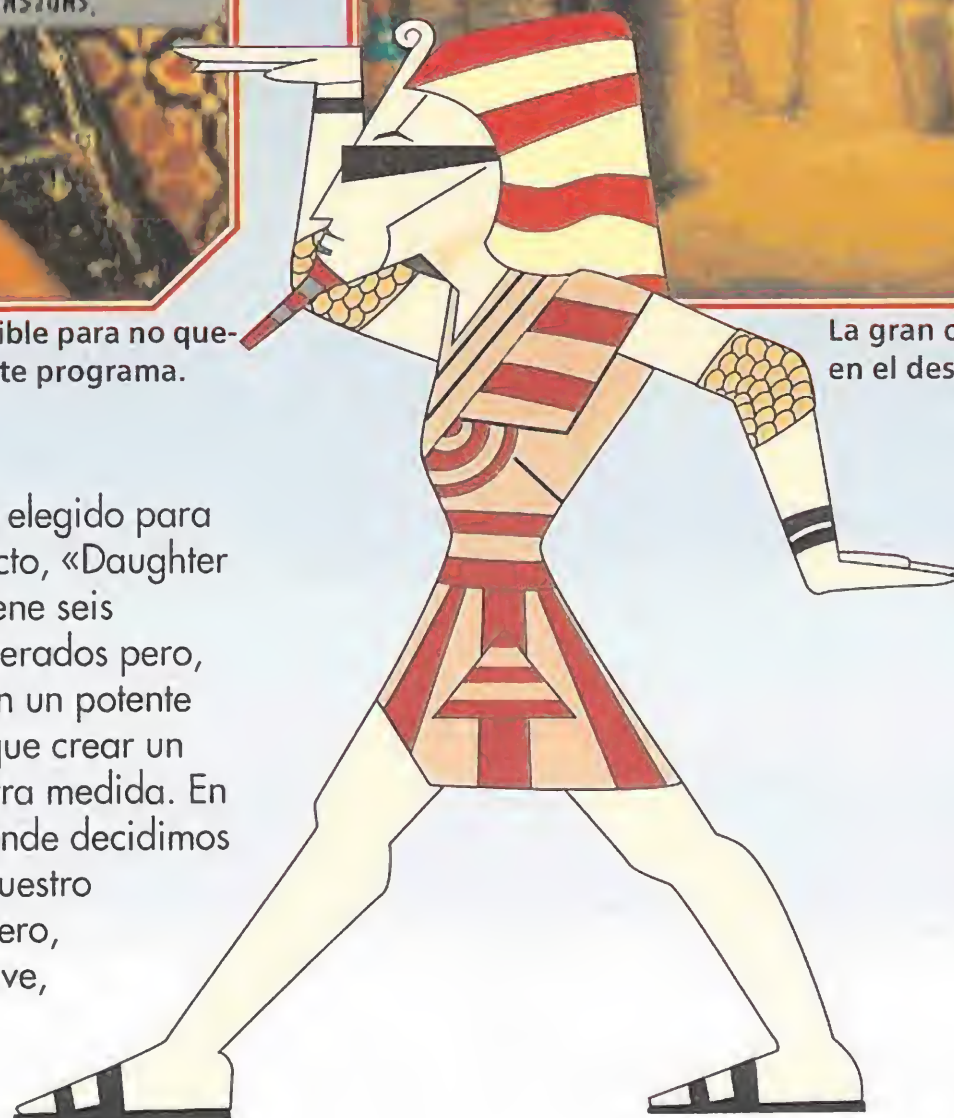 ible para no que-
te programa.
La gran
en el des
elegido para
cto, «Daughter
ene seis
erados pero,
n un potente
que crear un
ra medida. En
nde decidimos
uestro
ero,
ve,